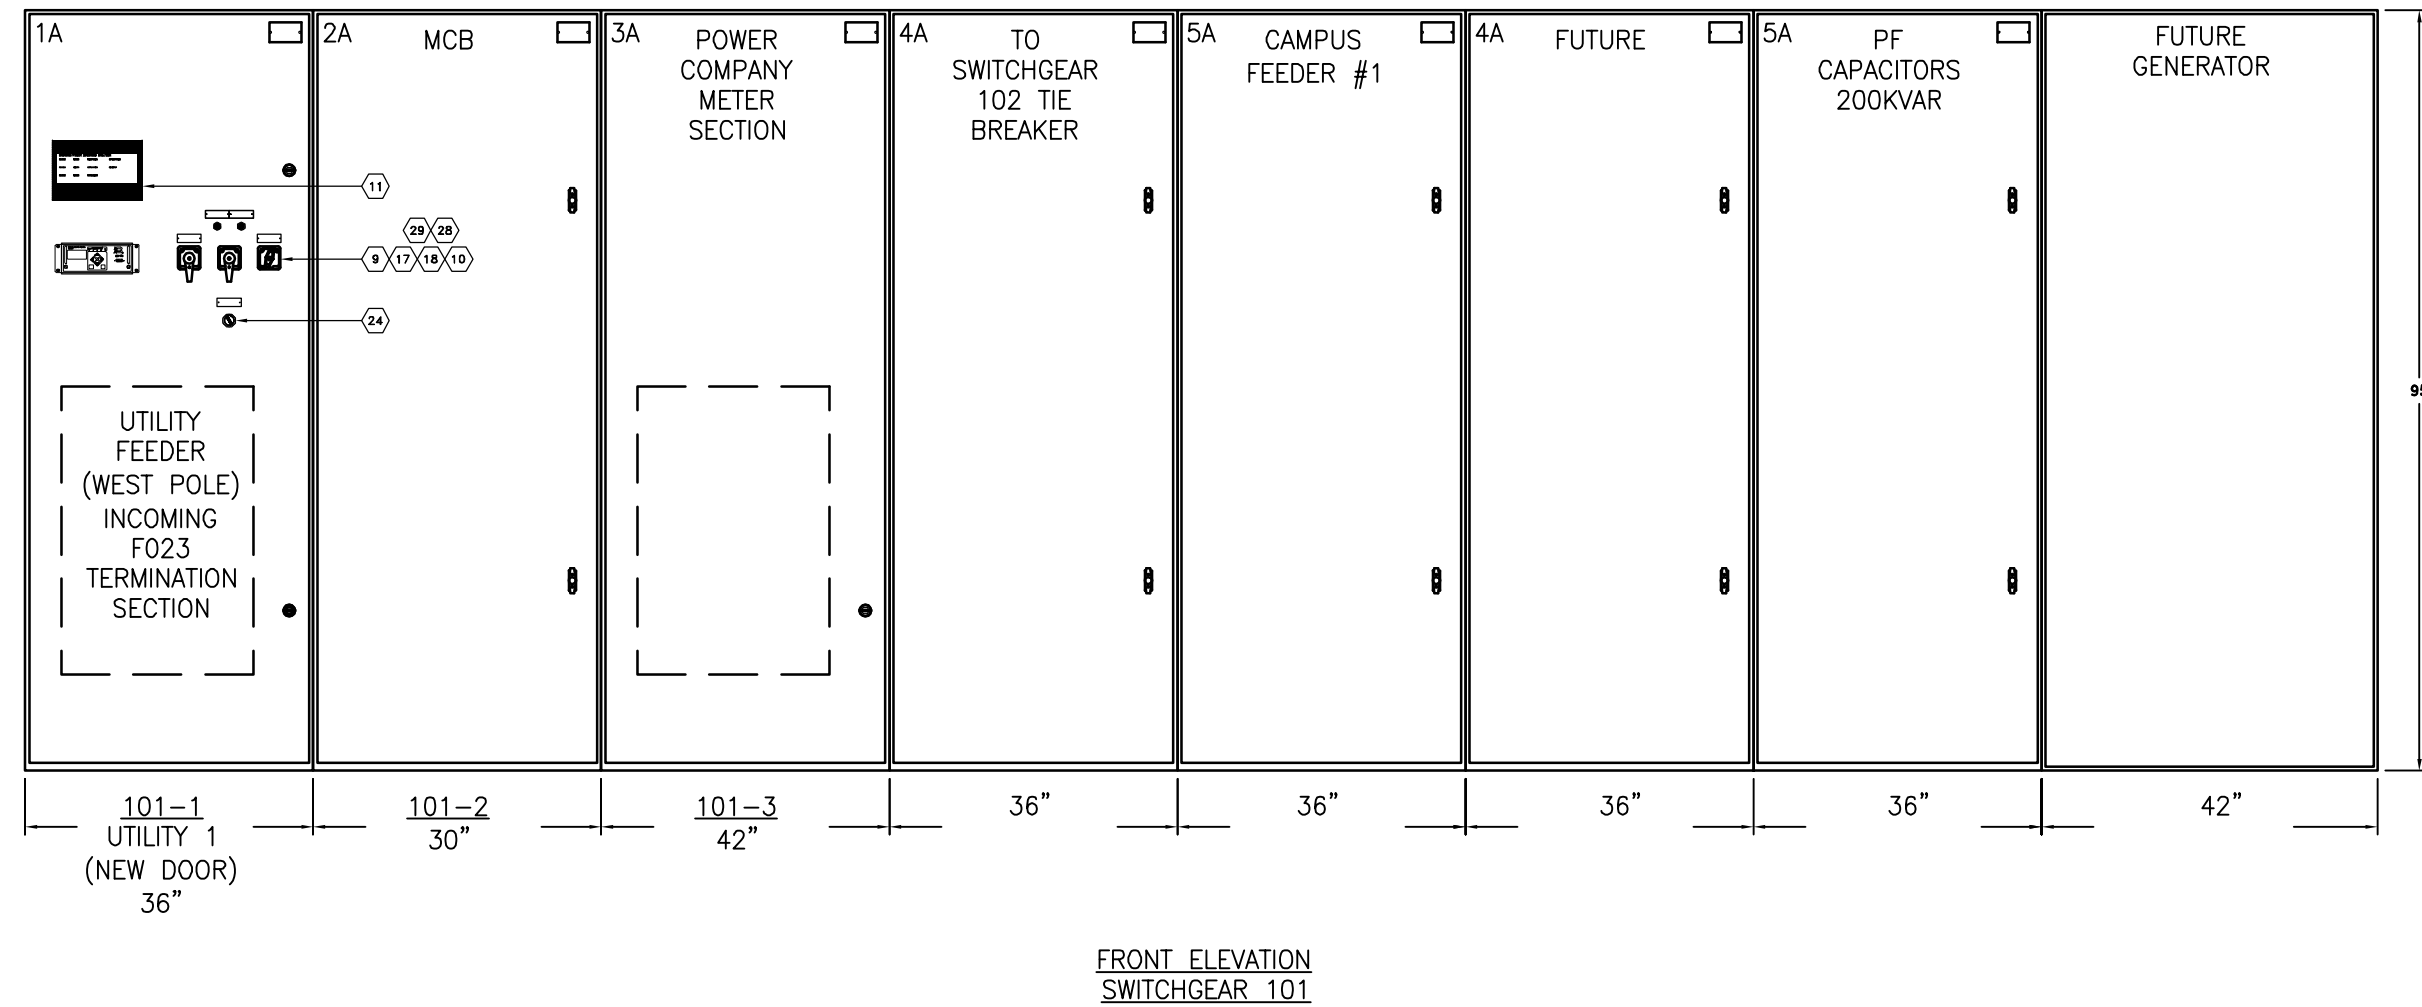 1A
2A
MCB
3A
POWER
COMPANY
METER
SECTION
4A
TO
SWITCHGEAR
102 TIE
BREAKER
5A
CAMPUS
FEEDER #1
4A
FUTURE
5A
PF
CAPACITORS
200KVAR
FUTURE
GENERATOR
11
29 28
9 17 18 10
24
UTILITY
FEEDER
(WEST POLE)
INCOMING
F023
TERMINATION
SECTION
101-1
UTILITY 1
(NEW DOOR)
36"
101-2
30"
101-3
42"
36"
36"
36"
36"
42"
FRONT ELEVATION
SWITCHGEAR 101